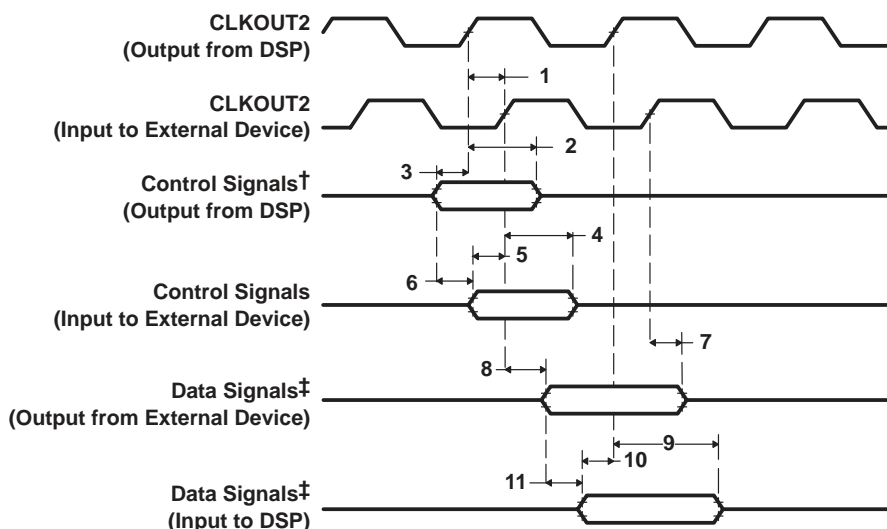 CLKOUT2
(Output from DSP)
1
CLKOUT2
(Input to External Device)
2
3
Control Signals†
(Output from DSP)
4
5
6
Control Signals
(Input to External Device)
7
8
Data Signals‡
(Output from External Device)
9
10
11
Data Signals‡
(Input to DSP)